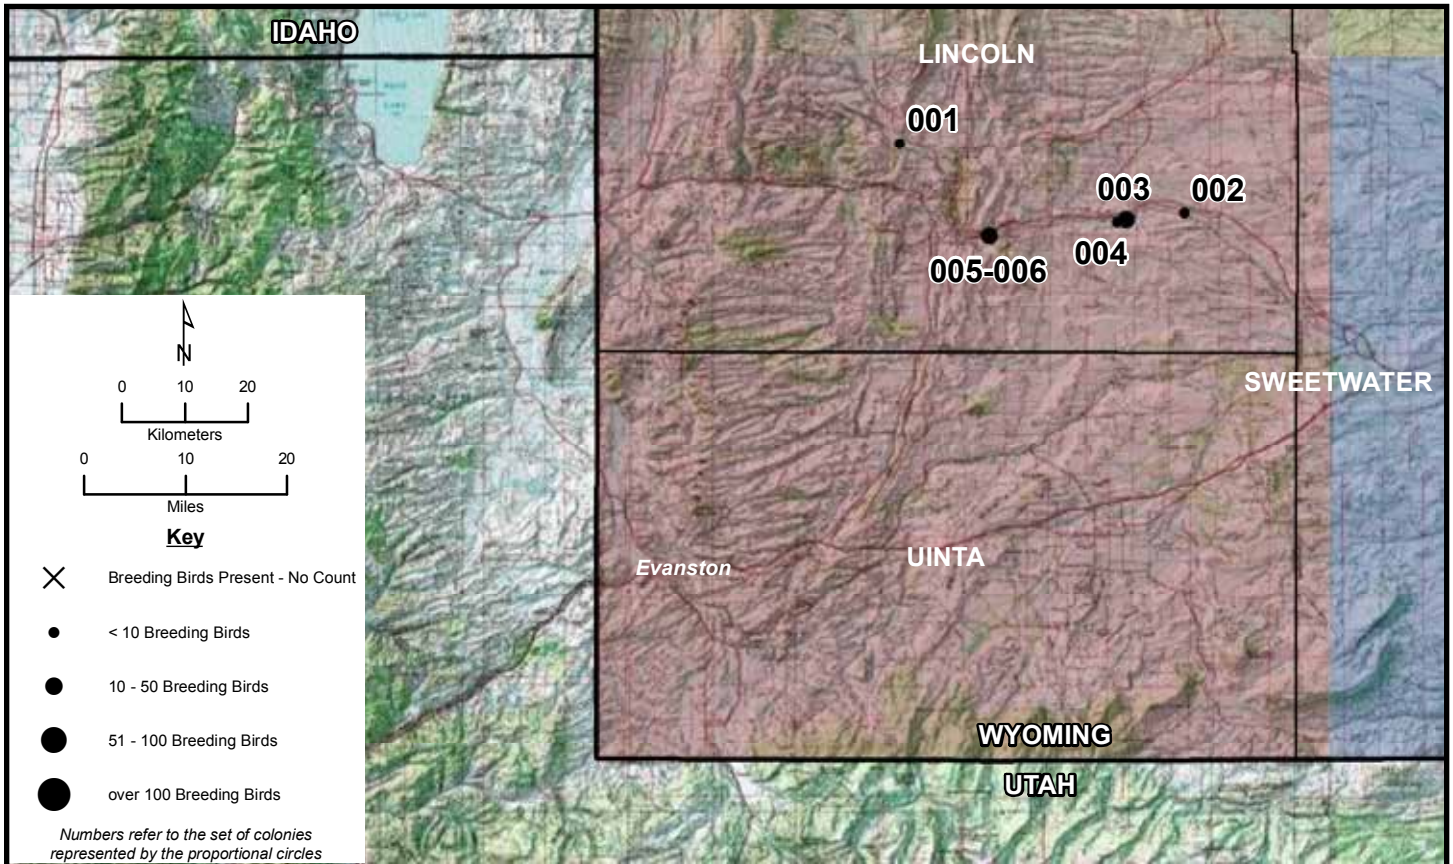 IDAHO
LINCOLN
001
003
002
004
005-006
SWEETWATER
Evanston
UINTA
WYOMING
UTAH
N
0 10 20
Kilometers
0 10 20
Miles
Key
Breeding Birds Present - No Count
< 10 Breeding Birds
10 - 50 Breeding Birds
51 - 100 Breeding Birds
over 100 Breeding Birds
Numbers refer to the set of colonies
represented by the proportional circles